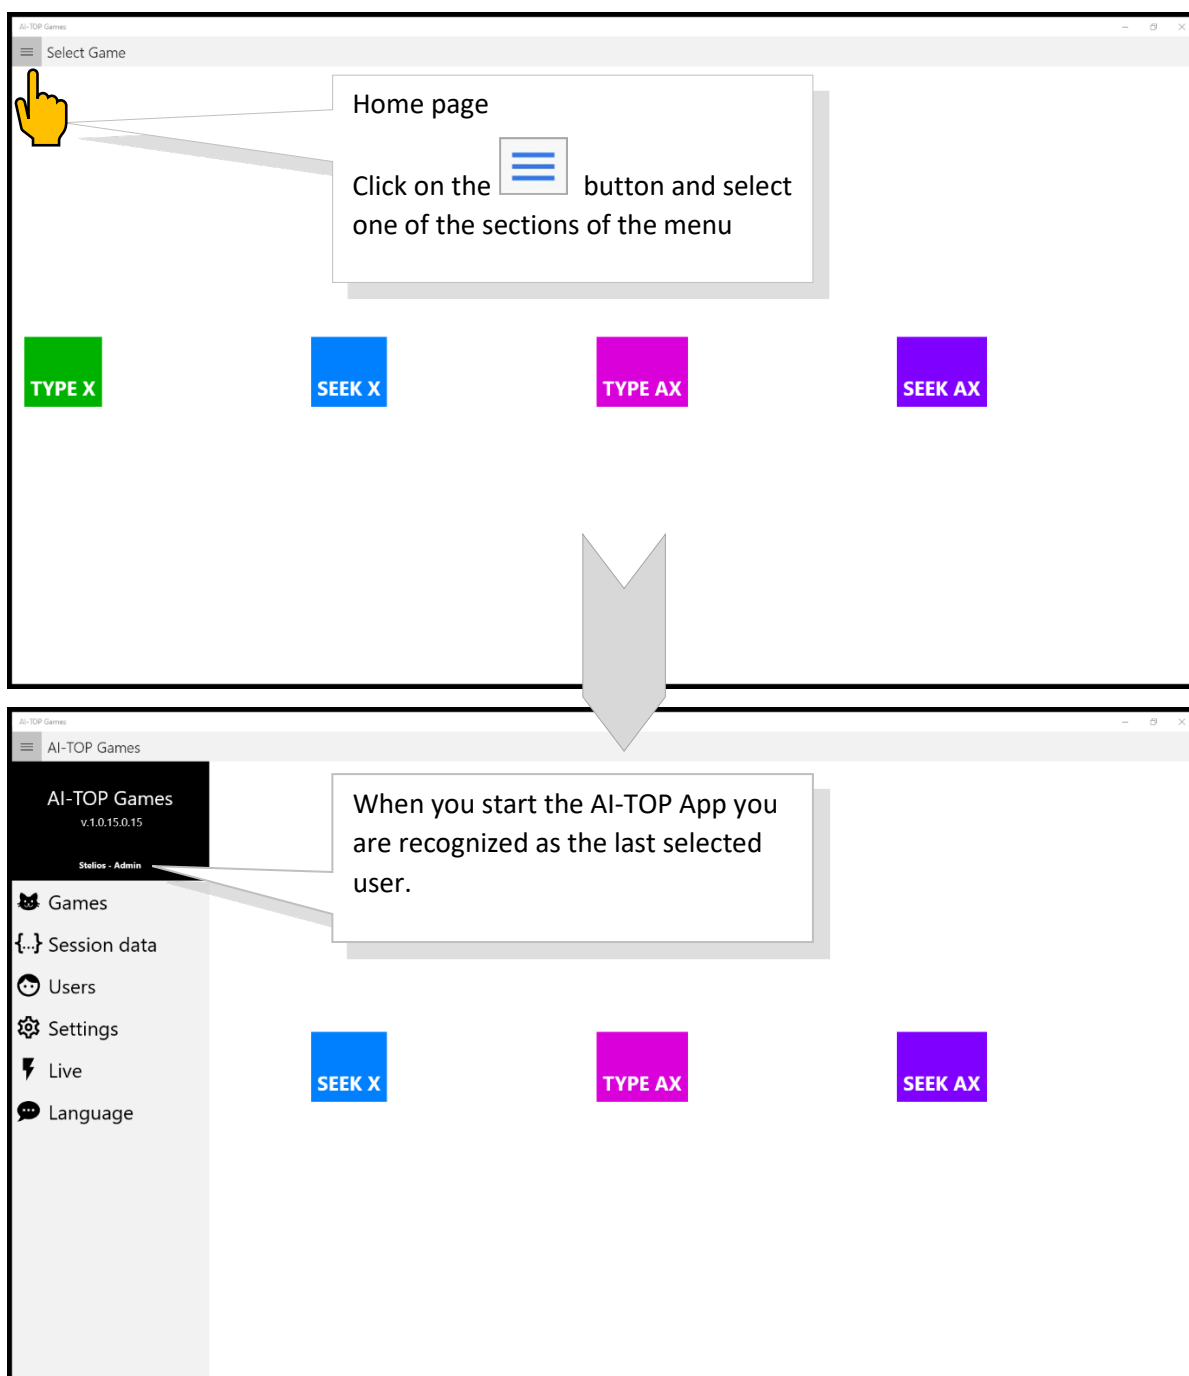 AI-TOP Games
Select Game
Home page
Click on the button and select
one of the sections of the menu
TYPE X
SEEK X
TYPE AX
SEEK AX
AI-TOP Games
AI-TOP Games
AI-TOP Games
v.1.0.15.0.15
Stelios - Admin
When you start the AI-TOP App you
are recognized as the last selected
user.
Games
{...} Session data
Users
Settings
Live
Language
SEEK X
TYPE AX
SEEK AX